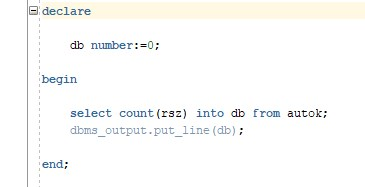 declare
db number:=0;
begin
select count(rsz) into db from autok;
dbms_output.put_line(db);
end;